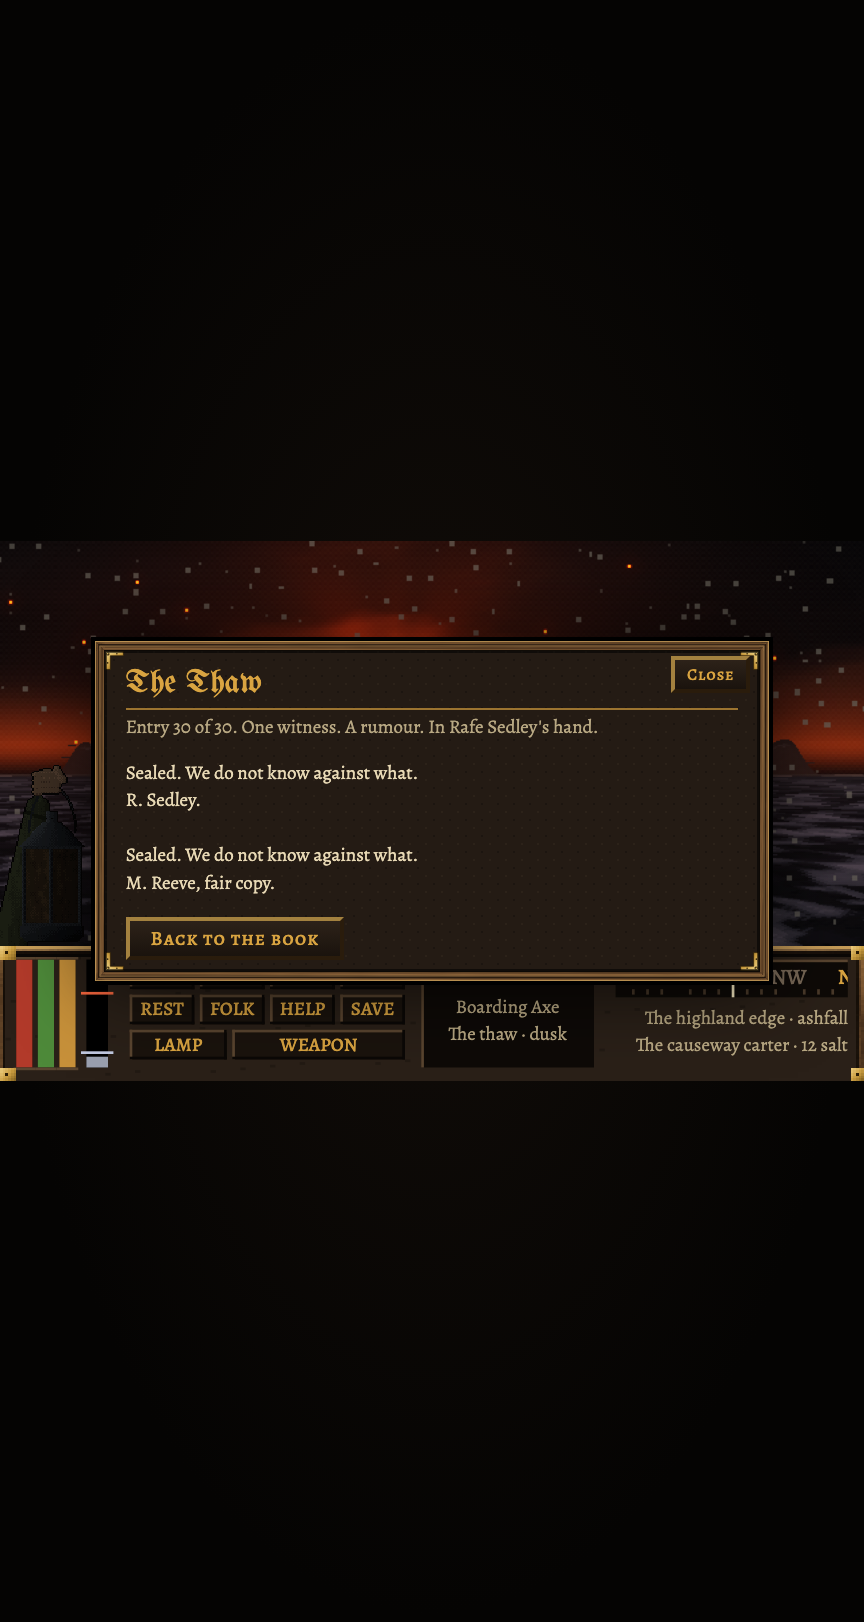 The Thaw
Close
Entry 30 of 30. One witness. A rumour. In Rafe Sedley's hand.
Sealed. We do not know against what.
R. Sedley.
Sealed. We do not know against what.
M. Reeve, fair copy.
Back to the book
NW N
REST FOLK HELP SAVE
LAMP WEAPON
Boarding Axe
The thaw · dusk
The highland edge · ashfall
The causeway carter · 12 salt